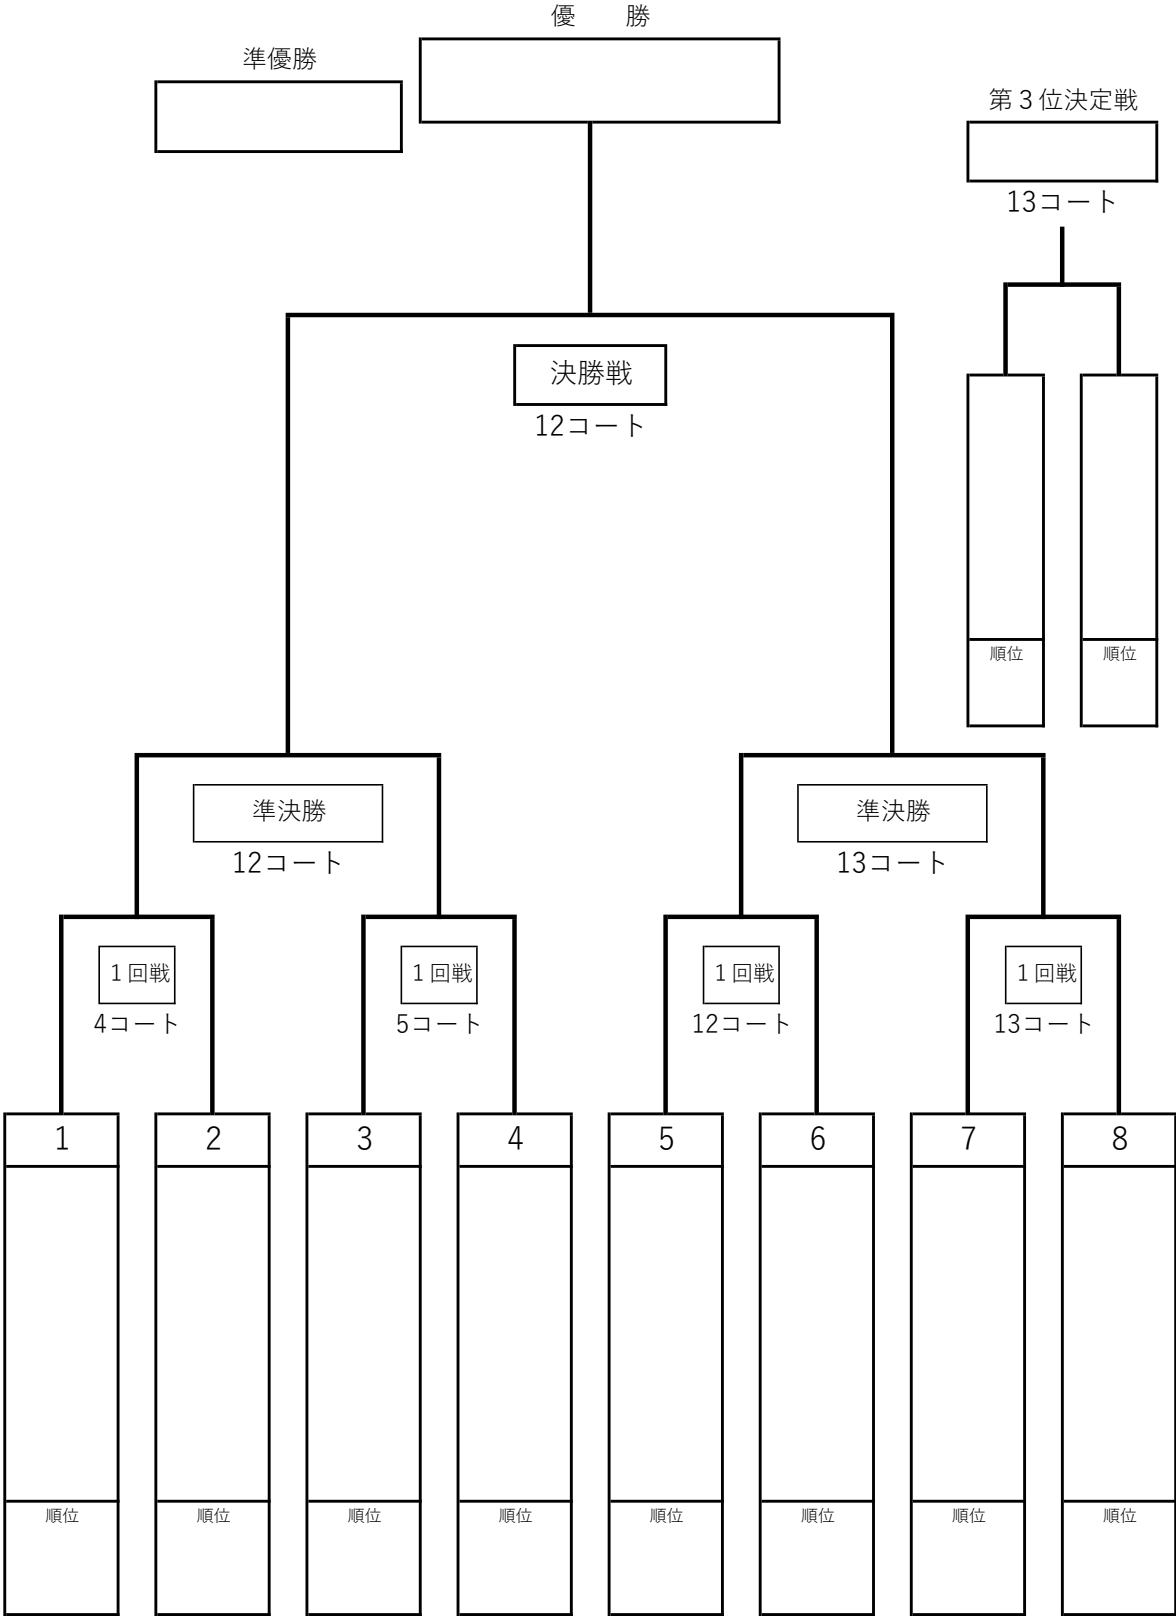 優　　勝
準優勝
第３位決定戦
13コート
決勝戦
12コート
順位
順位
準決勝
準決勝
12コート
13コート
１回戦
１回戦
１回戦
１回戦
4コート
5コート
12コート
13コート
1
2
3
4
5
6
7
8
順位
順位
順位
順位
順位
順位
順位
順位